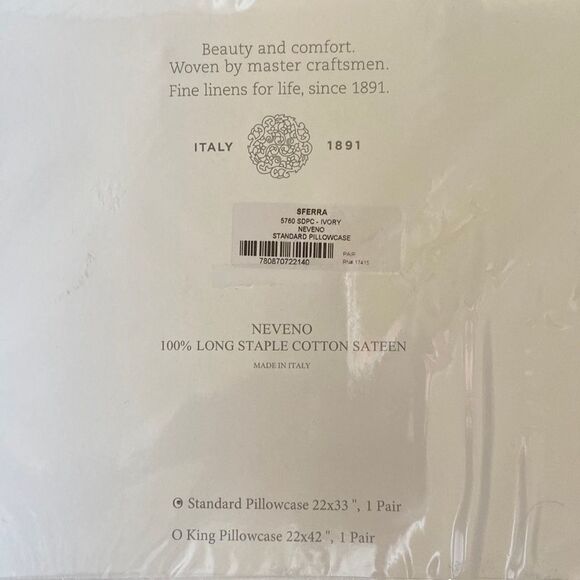 Beauty and comfort.
Woven by master craftsmen.
Fine linens for life, since 1891.
ITALY 1891
SFERRA
5760 SDPC - IVORY
NEVENO
STANDARD PILLOWCASE
PAIR
780870722140 RN# 17415
NEVENO
100% LONG STAPLE COTTON SATEEN
MADE IN ITALY
Standard Pillowcase 22x33 ", 1 Pair
O King Pillowcase 22x42 ", 1 Pair